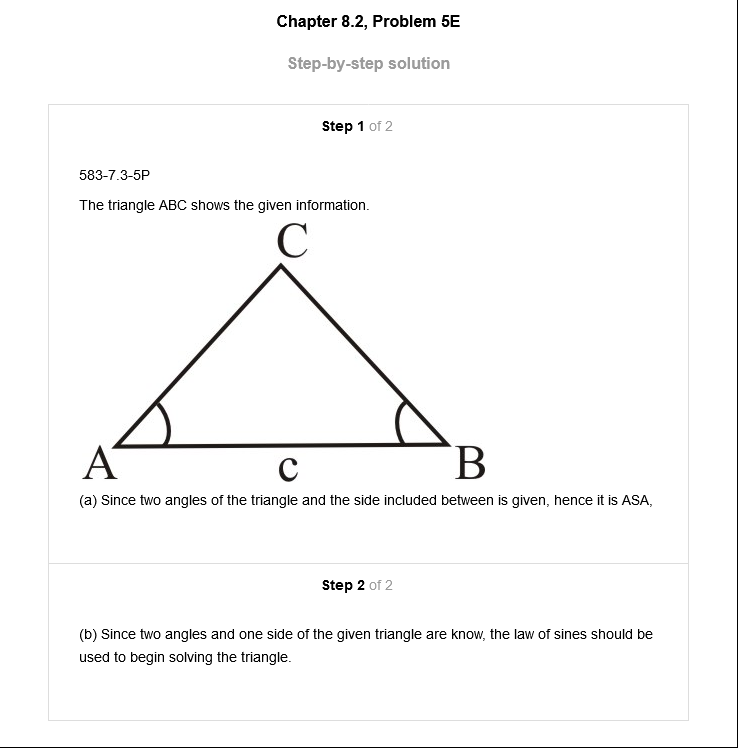 Chapter 8.2, Problem 5E
Step-by-step solution
Step 1 of 2
583-7.3-5P
The triangle ABC shows the given information.
C
A
c
B
(a) Since two angles of the triangle and the side included between is given, hence it is ASA,
Step 2 of 2
(b) Since two angles and one side of the given triangle are know, the law of sines should be
used to begin solving the triangle.